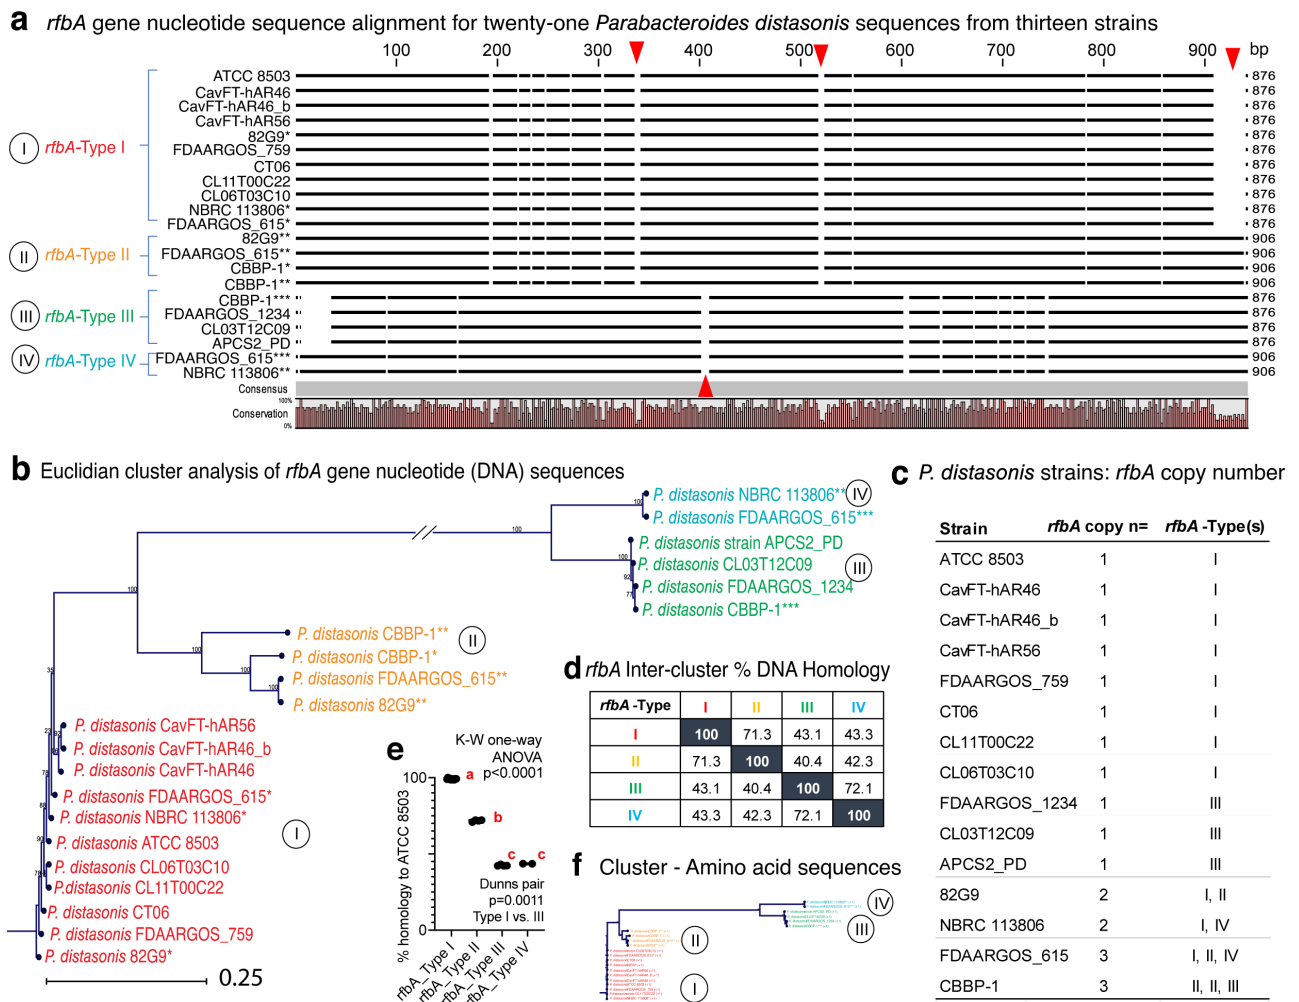 a rfbA gene nucleotide sequence alignment for twenty-one Parabacteroides distasonis sequences from thirteen strains
100 200 300 400 500 600 700 800 900 bp
ATCC 8503 876
CavFT-hAR46 876
CavFT-hAR46_b 876
CavFT-hAR56 876
82G9* 876
I rfbA-Type I
FDAARGOS_759 876
CT06 876
CL11T00C22 876
CL06T03C10 876
NBRC 113806* 876
FDAARGOS_615* 876
82G9** 906
II rfbA-Type II
FDAARGOS_615** 906
CBBP-1* 906
CBBP-1** 906
CBBP-1*** 876
III rfbA-Type III
FDAARGOS_1234 876
CL03T12C09 876
APCS2_PD 876
IV rfbA-Type IV
FDAARGOS_615*** 906
NBRC 113806** 906
Consensus
100%
Conservation
0%
b Euclidian cluster analysis of rfbA gene nucleotide (DNA) sequences
P. distasonis NBRC 113806** IV
P. distasonis FDAARGOS_615***
P. distasonis strain APCS2_PD
P. distasonis CL03T12C09 III
P. distasonis FDAARGOS_1234
P. distasonis CBBP-1***
P. distasonis CBBP-1** II
P. distasonis CBBP-1*
P. distasonis FDAARGOS_615**
P. distasonis 82G9**
P. distasonis CavFT-hAR56
P. distasonis CavFT-hAR46_b
P. distasonis CavFT-hAR46
P. distasonis FDAARGOS_615*
P. distasonis NBRC 113806*
P. distasonis ATCC 8503 I
P. distasonis CL06T03C10
P.distasonis CL11T00C22
P. distasonis CT06
P. distasonis FDAARGOS_759
P. distasonis 82G9*
0.25
100
100
100
100
100
100
100
c P. distasonis strains: rfbA copy number
Strain rfbA copy n= rfbA -Type(s)
ATCC 8503 1 I
CavFT-hAR46 1 I
CavFT-hAR46_b 1 I
CavFT-hAR56 1 I
FDAARGOS_759 1 I
CT06 1 I
CL11T00C22 1 I
CL06T03C10 1 I
FDAARGOS_1234 1 III
CL03T12C09 1 III
APCS2_PD 1 III
82G9 2 I, II
NBRC 113806 2 I, IV
FDAARGOS_615 3 I, II, IV
CBBP-1 3 II, II, III
d rfbA Inter-cluster % DNA Homology
rfbA -Type I II III IV
I 100 71.3 43.1 43.3
II 71.3 100 40.4 42.3
III 43.1 40.4 100 72.1
IV 43.3 42.3 72.1 100
e
K-W one-way
ANOVA
p<0.0001
% homology to ATCC 8503
100
0
a
b
c c
Dunns pair
p=0.0011
Type I vs. III
rfbA_Type I
rfbA_Type II
rfbA_Type III
rfbA_Type IV
f Cluster - Amino acid sequences
IV
III
II
I